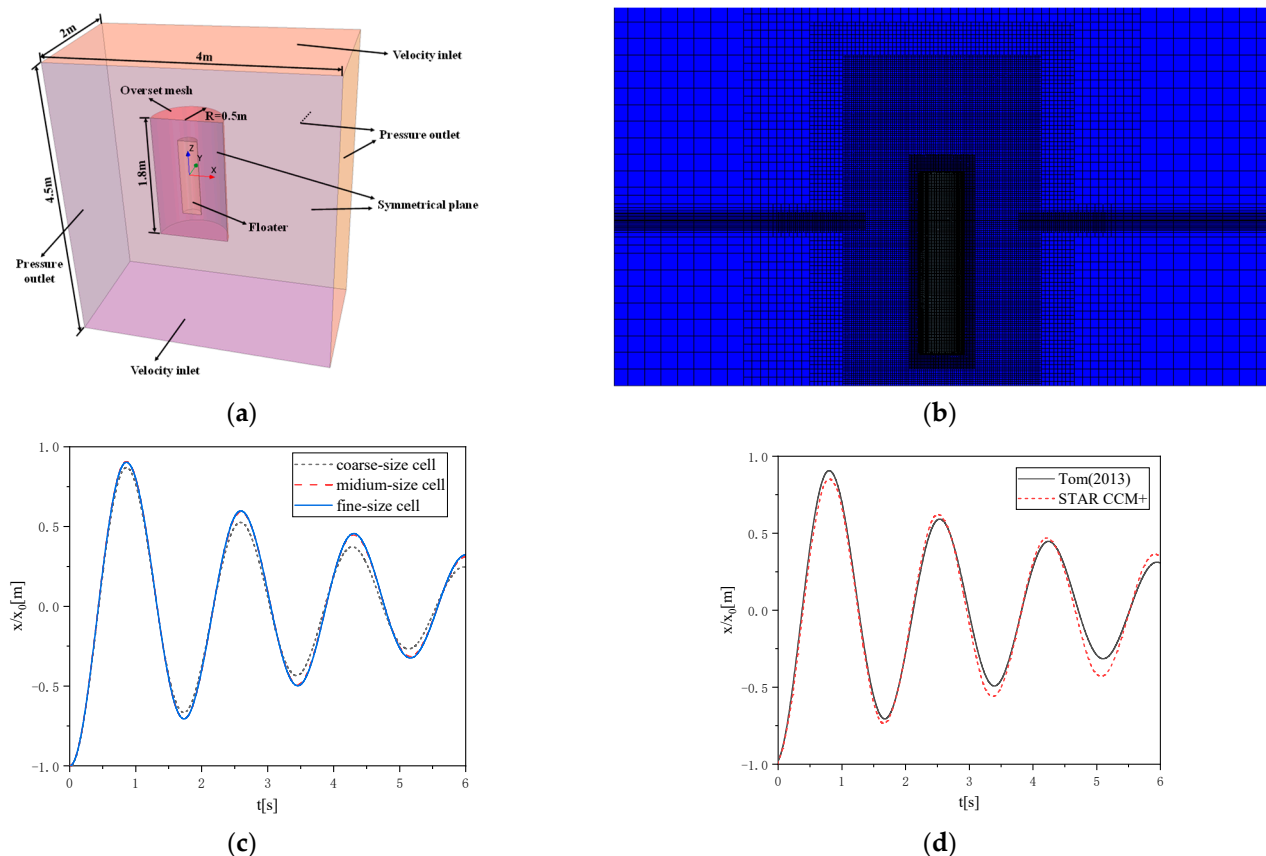 2m
4m
Velocity inlet
Overset mesh
R=0.5m
Pressure outlet
Z
Y
X
1.8m
4.5m
Symmetrical plane
Floater
Pressure
outlet
Velocity inlet
(a)
(b)
1.0
0.5
0.0
-0.5
-1.0
x/x0[m]
coarse-size cell
midium-size cell
fine-size cell
0 1 2 3 4 5 6
t[s]
(c)
1.0
0.5
0.0
-0.5
-1.0
x/x0[m]
Tom(2013)
STAR CCM+
0 1 2 3 4 5 6
t[s]
(d)